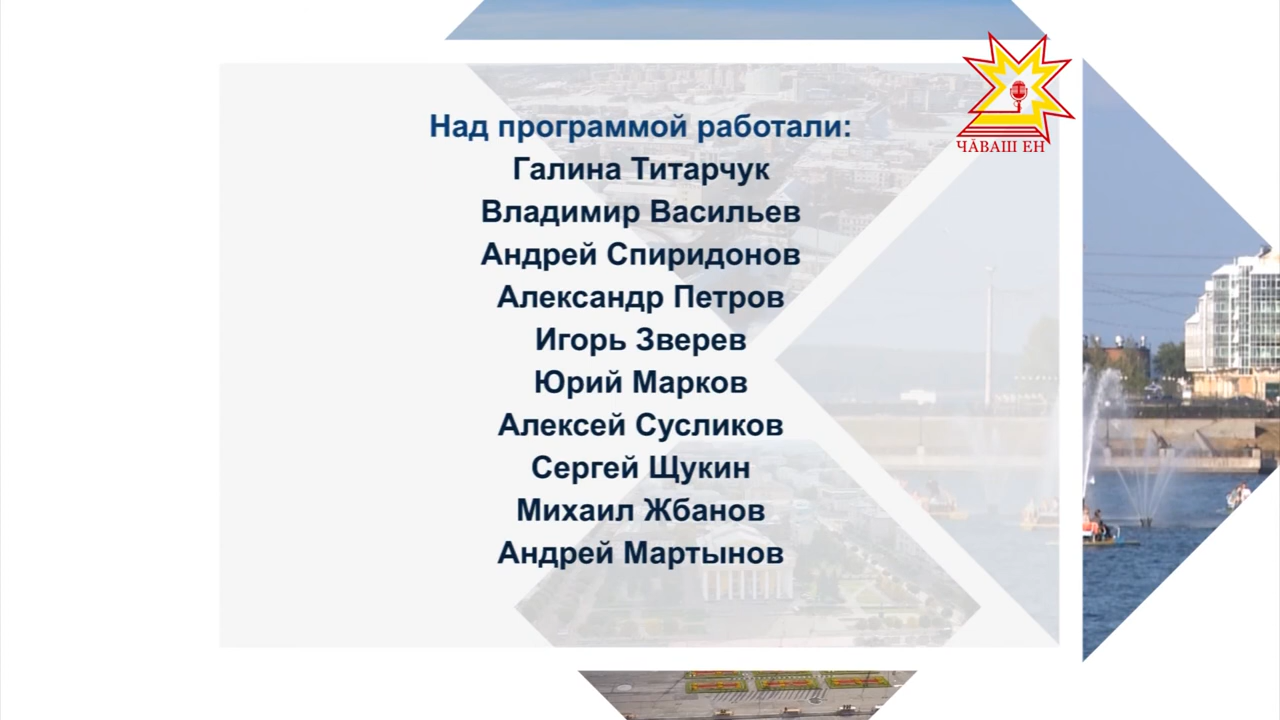 Над программой работали:
Галина Титарчук
Владимир Васильев
Андрей Спиридонов
Александр Петров
Игорь Зверев
Юрий Марков
Алексей Сусликов
Сергей Щукин
Михаил Жбанов
Андрей Мартынов
ЧӐВАШ ЕН